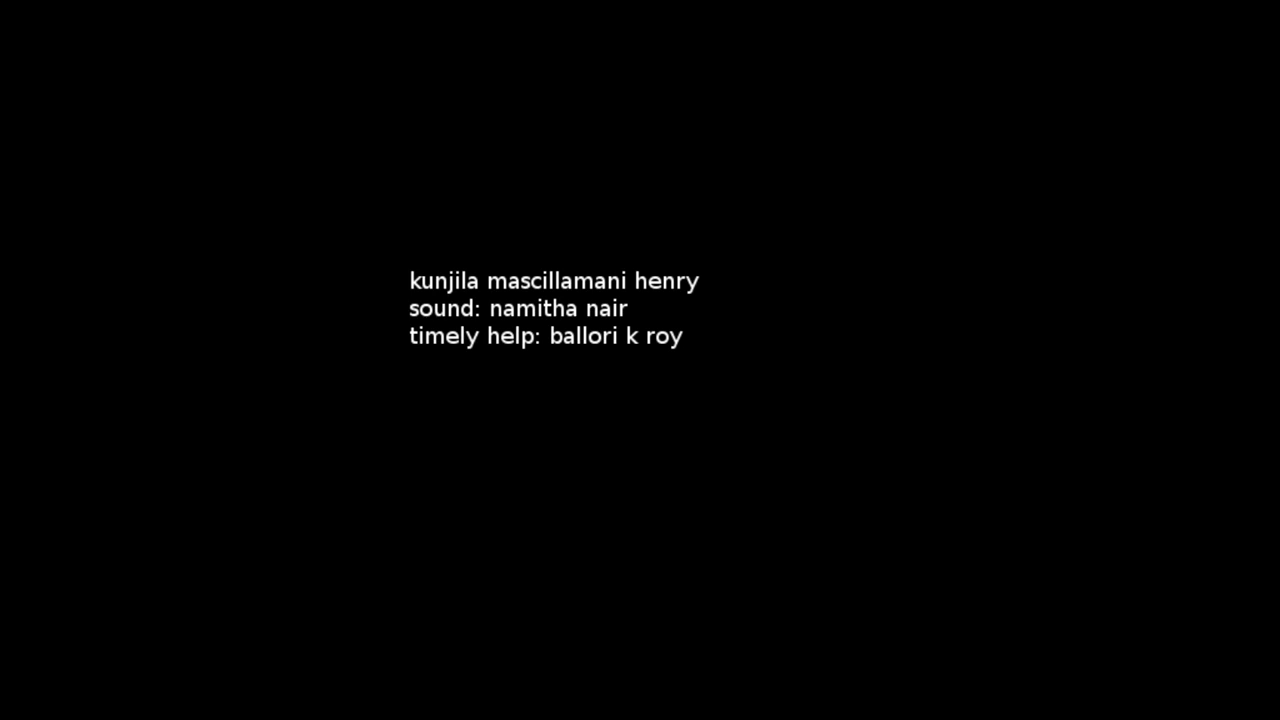 kunjila mascillamani henry
sound: namitha nair
timely help: ballori k roy